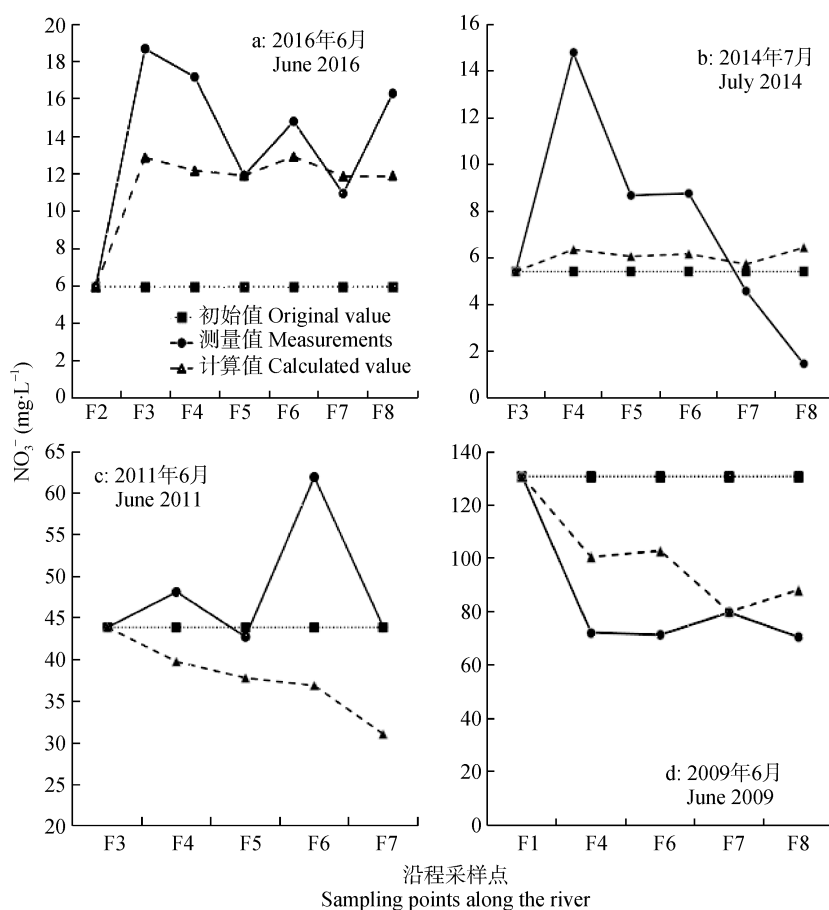 NO₃⁻ (mg·L⁻¹)
20
18
16
14
12
10
8
6
4
2
0
a: 2016年6月
June 2016
初始值 Original value
测量值 Measurements
计算值 Calculated value
F2 F3 F4 F5 F6 F7 F8
16
14
12
10
8
6
4
2
0
b: 2014年7月
July 2014
F3 F4 F5 F6 F7 F8
65
60
55
50
45
40
35
30
25
20
c: 2011年6月
June 2011
F3 F4 F5 F6 F7
140
120
100
80
60
40
20
0
d: 2009年6月
June 2009
F1 F4 F6 F7 F8
沿程采样点
Sampling points along the river